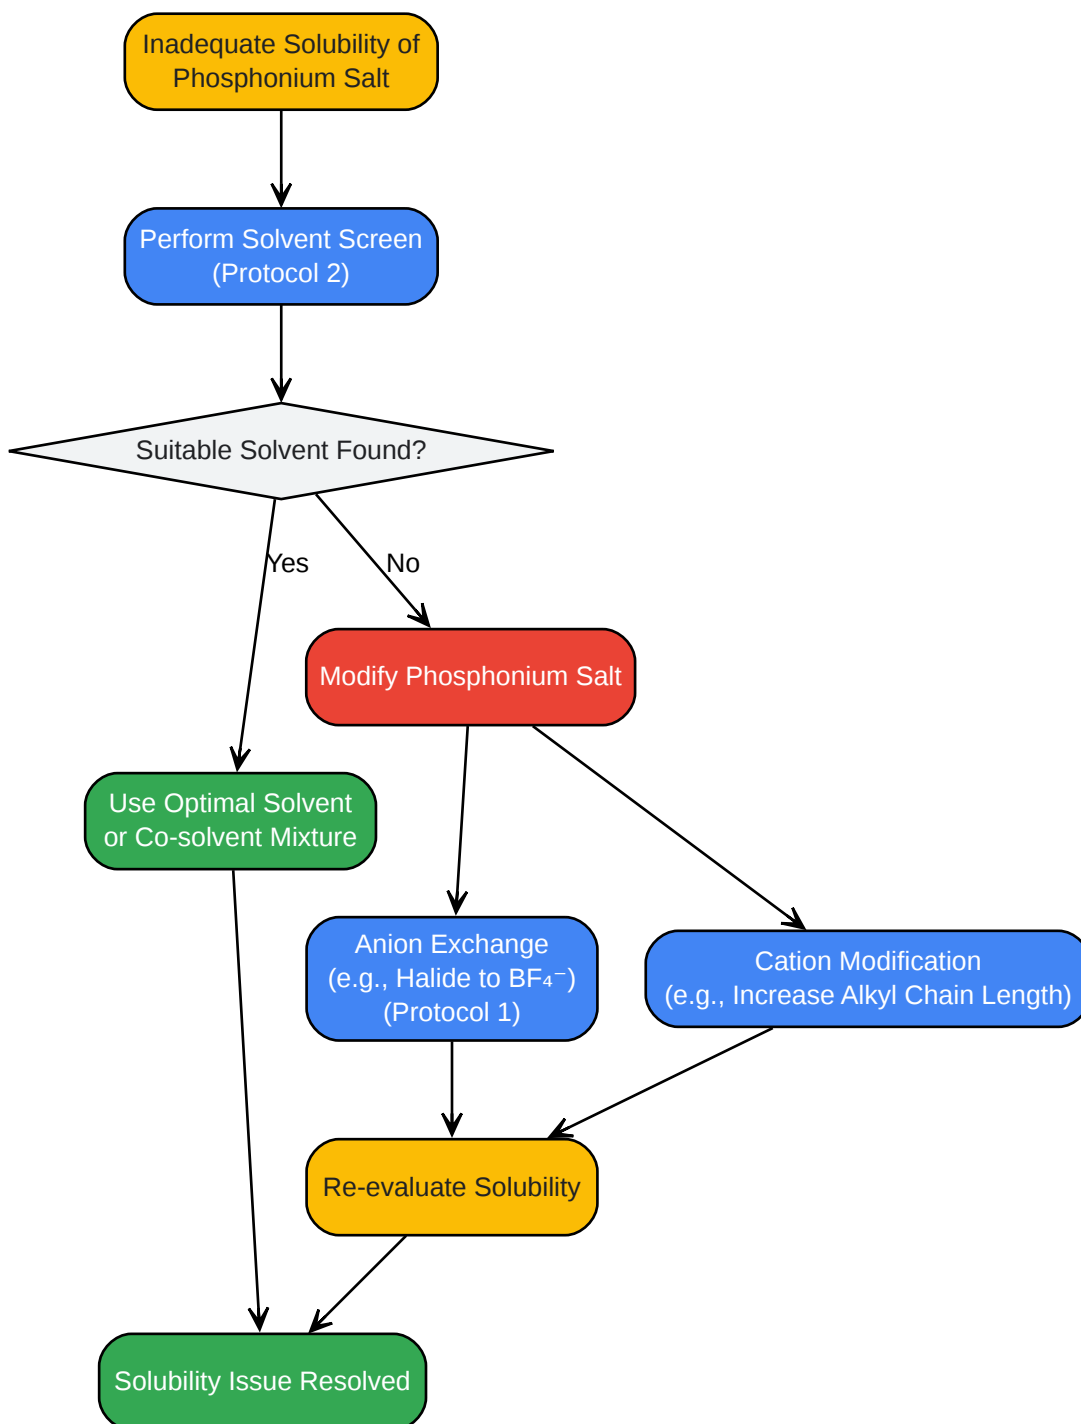 Inadequate Solubility of
Phosphonium Salt
Perform Solvent Screen
(Protocol 2)
Suitable Solvent Found?
Yes
No
Modify Phosphonium Salt
Use Optimal Solvent
or Co-solvent Mixture
Anion Exchange
(e.g., Halide to BF₄⁻)
(Protocol 1)
Cation Modification
(e.g., Increase Alkyl Chain Length)
Re-evaluate Solubility
Solubility Issue Resolved